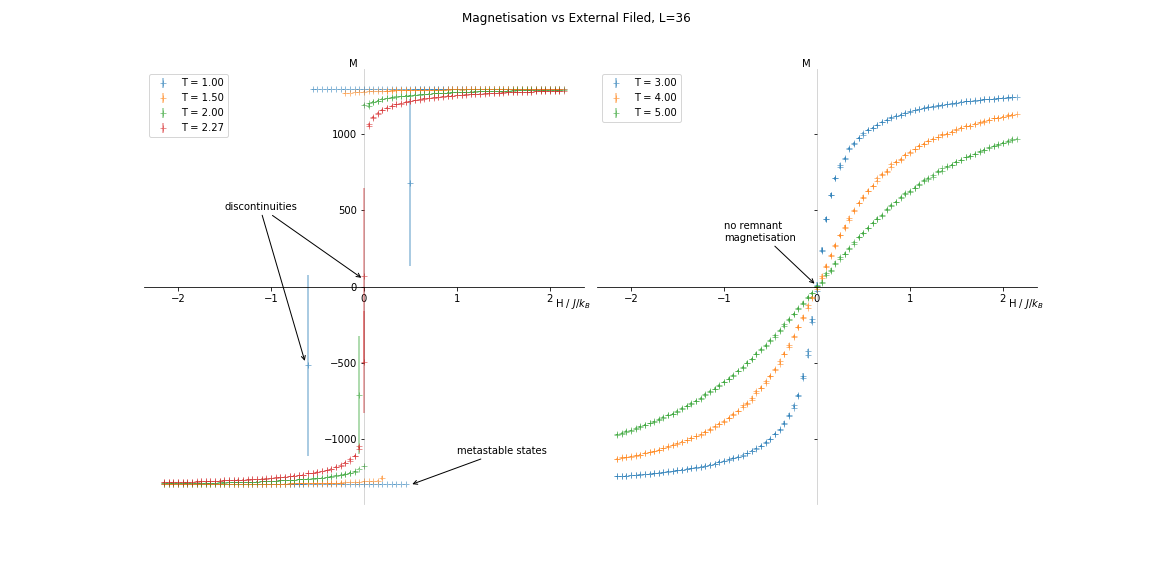 Magnetisation vs External Filed, L=36
M
T = 1.00
T = 1.50
T = 2.00
T = 2.27
1000
500
0
−500
−1000
−2
−1
0
1
2
H / J/k_B
discontinuities
metastable states
M
T = 3.00
T = 4.00
T = 5.00
no remnant
magnetisation
−2
−1
0
1
2
H / J/k_B